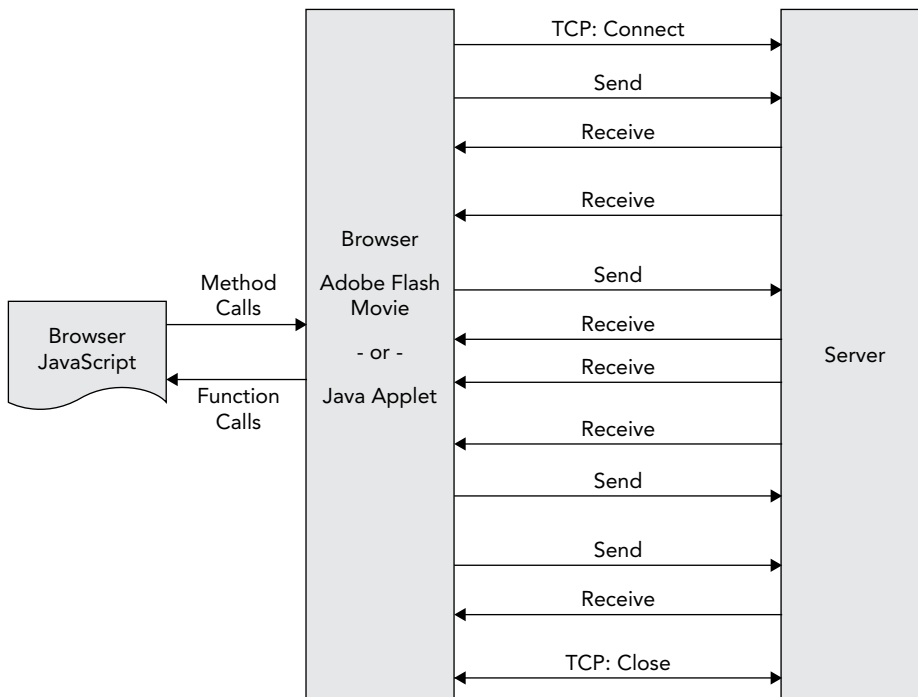 Browser
JavaScript
Method
Calls
Function
Calls
Browser
Adobe Flash
Movie
- or -
Java Applet
TCP: Connect
Send
Receive
Receive
Send
Receive
Receive
Receive
Send
Send
Receive
TCP: Close
Server